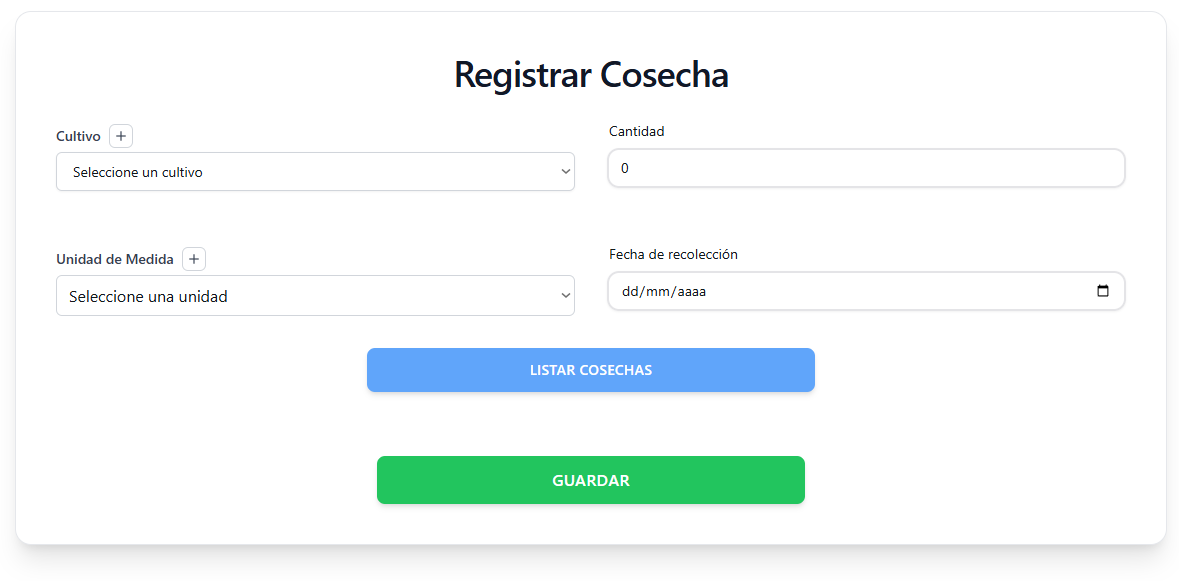 Registrar Cosecha
Cultivo +
Seleccione un cultivo
Cantidad
0
Unidad de Medida +
Seleccione una unidad
Fecha de recolección
dd/mm/aaaa
LISTAR COSECHAS
GUARDAR